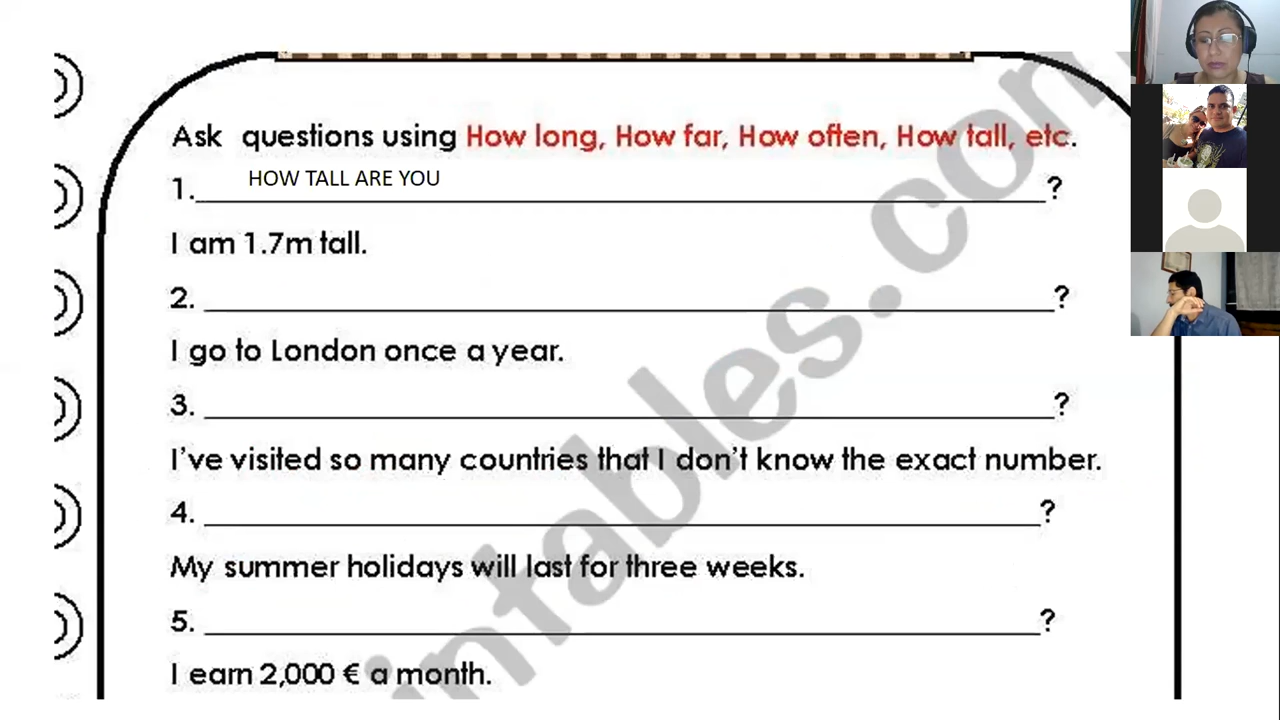 Ask questions using How long, How far, How often, How tall, etc.
1. HOW TALL ARE YOU ?
I am 1.7m tall.
2. ?
I go to London once a year.
3. ?
I've visited so many countries that I don't know the exact number.
4. ?
My summer holidays will last for three weeks.
5. ?
I earn 2,000 € a month.
ntables.com